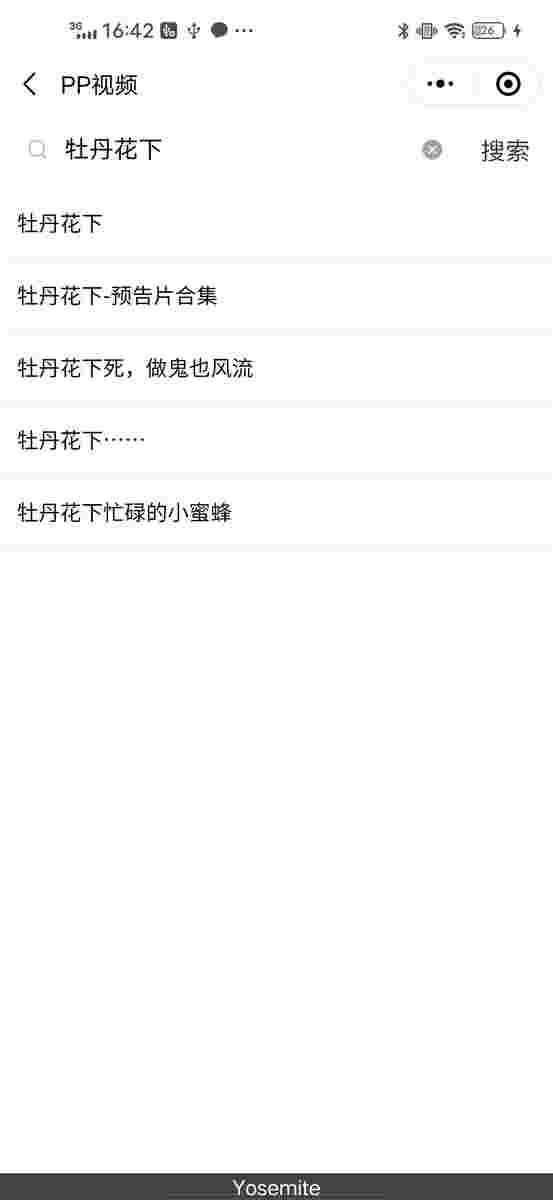 3G 16:42
26
PP视频
牡丹花下 搜索
牡丹花下
牡丹花下-预告片合集
牡丹花下死，做鬼也风流
牡丹花下……
牡丹花下忙碌的小蜜蜂
Yosemite